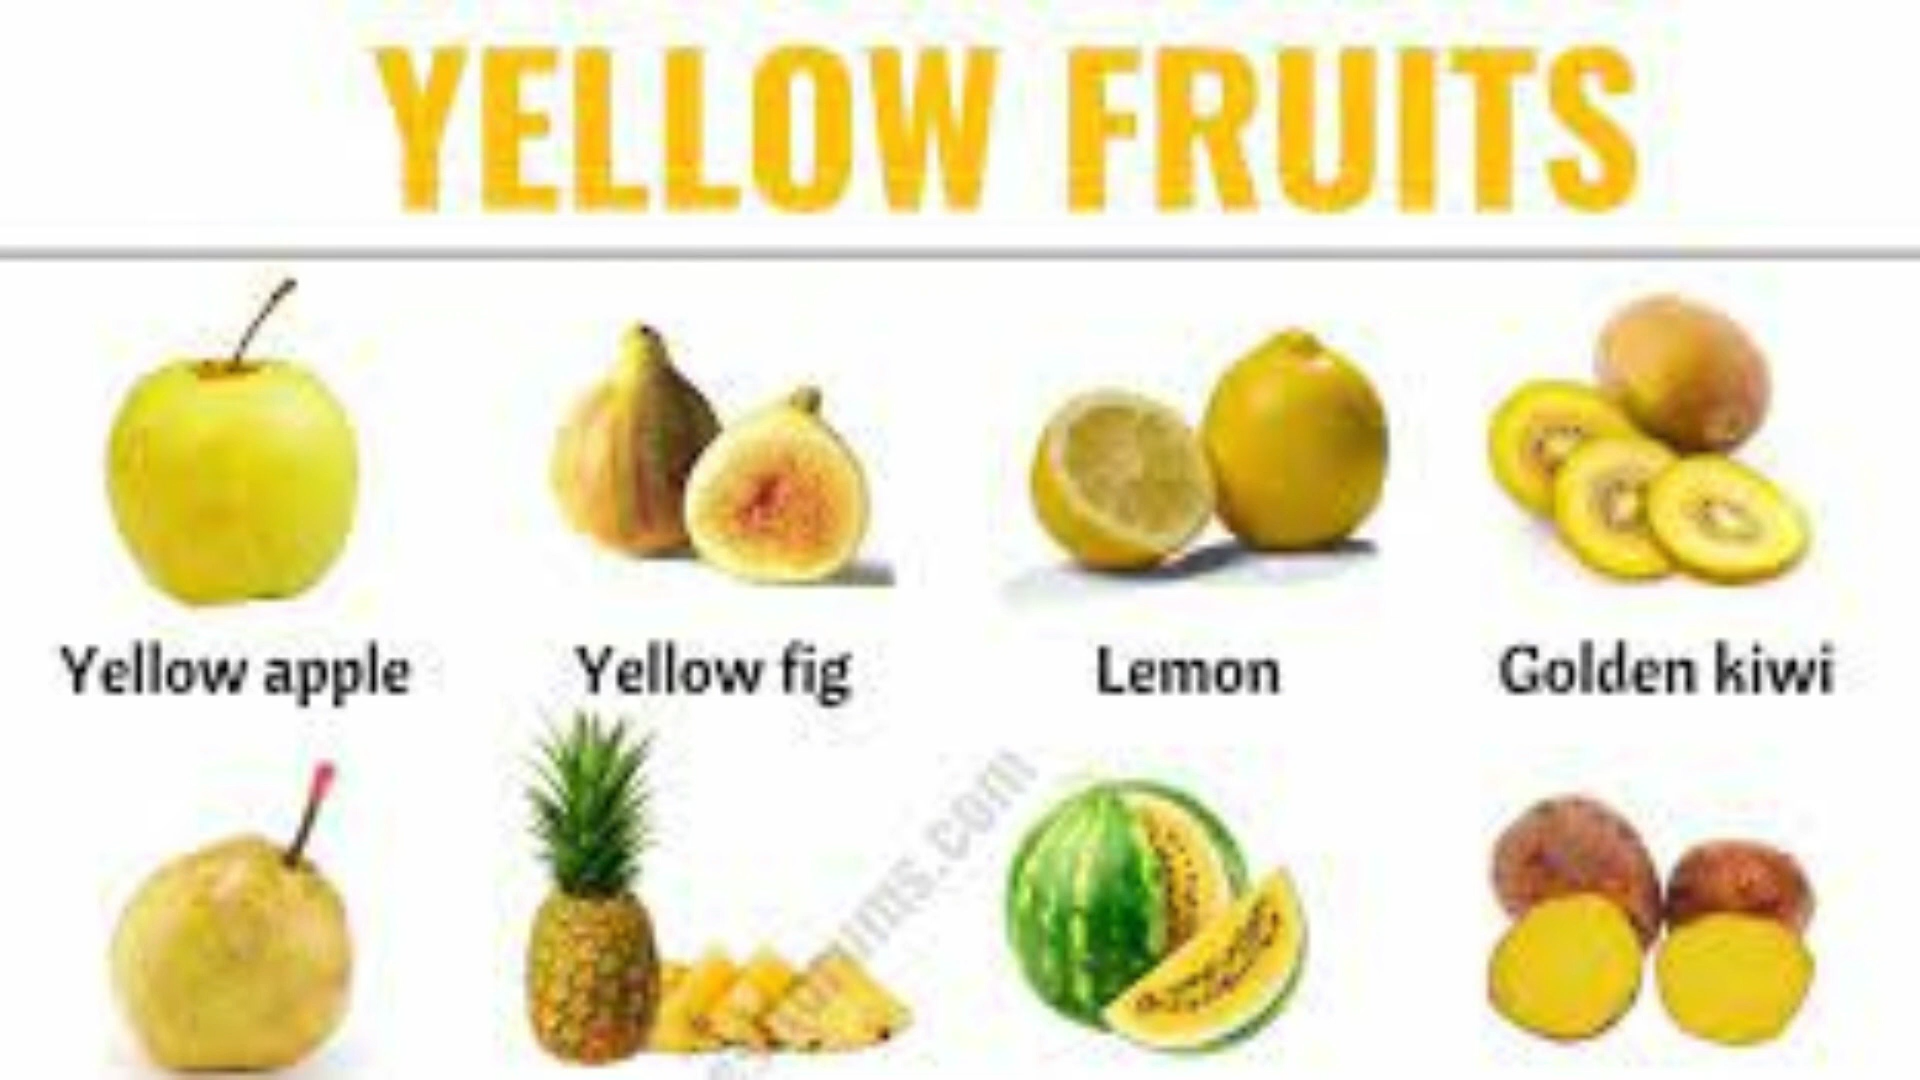 YELLOW FRUITS
Yellow apple
Yellow fig
Lemon
Golden kiwi